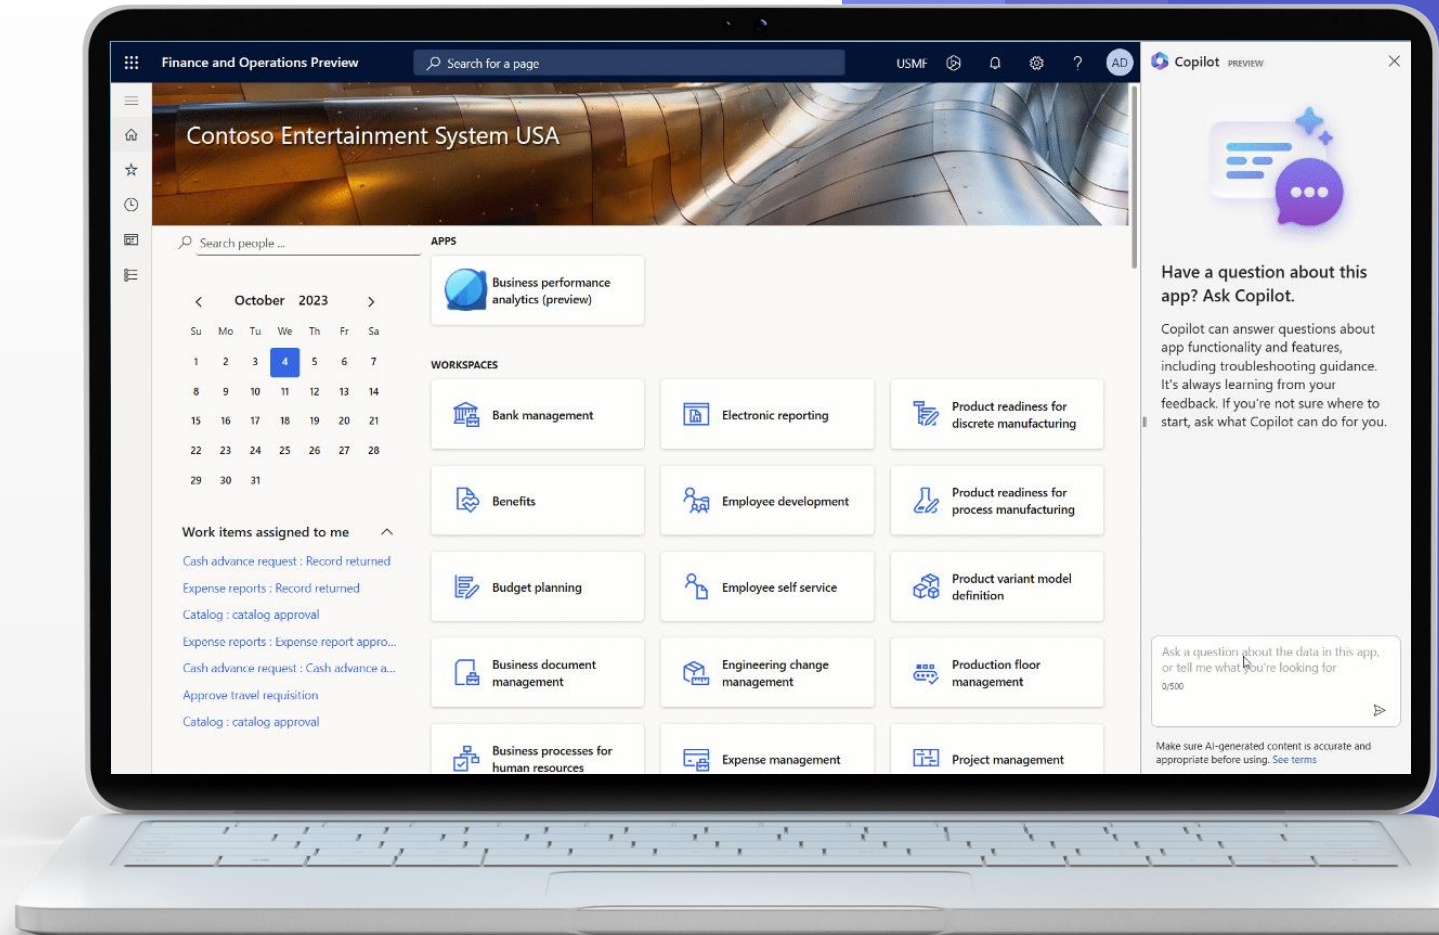 Finance and Operations Preview
Search for a page
USMF
?
AD
Contoso Entertainment System USA
Search people ...
October 2023
Su Mo Tu We Th Fr Sa
1 2 3 4 5 6 7
8 9 10 11 12 13 14
15 16 17 18 19 20 21
22 23 24 25 26 27 28
29 30 31
Work items assigned to me
Cash advance request : Record returned
Expense reports : Record returned
Catalog : catalog approval
Expense reports : Expense report appro...
Cash advance request : Cash advance a...
Approve travel requisition
Catalog : catalog approval
APPS
Business performance
analytics (preview)
WORKSPACES
Bank management
Electronic reporting
Product readiness for
discrete manufacturing
Benefits
Employee development
Product readiness for
process manufacturing
Budget planning
Employee self service
Product variant model
definition
Business document
management
Engineering change
management
Production floor
management
Business processes for
human resources
Expense management
Project management
Copilot PREVIEW
Have a question about this
app? Ask Copilot.
Copilot can answer questions about
app functionality and features,
including troubleshooting guidance.
It's always learning from your
feedback. If you're not sure where to
start, ask what Copilot can do for you.
Ask a question about the data in this app,
or tell me what you're looking for
0/500
Make sure AI-generated content is accurate and
appropriate before using. See terms